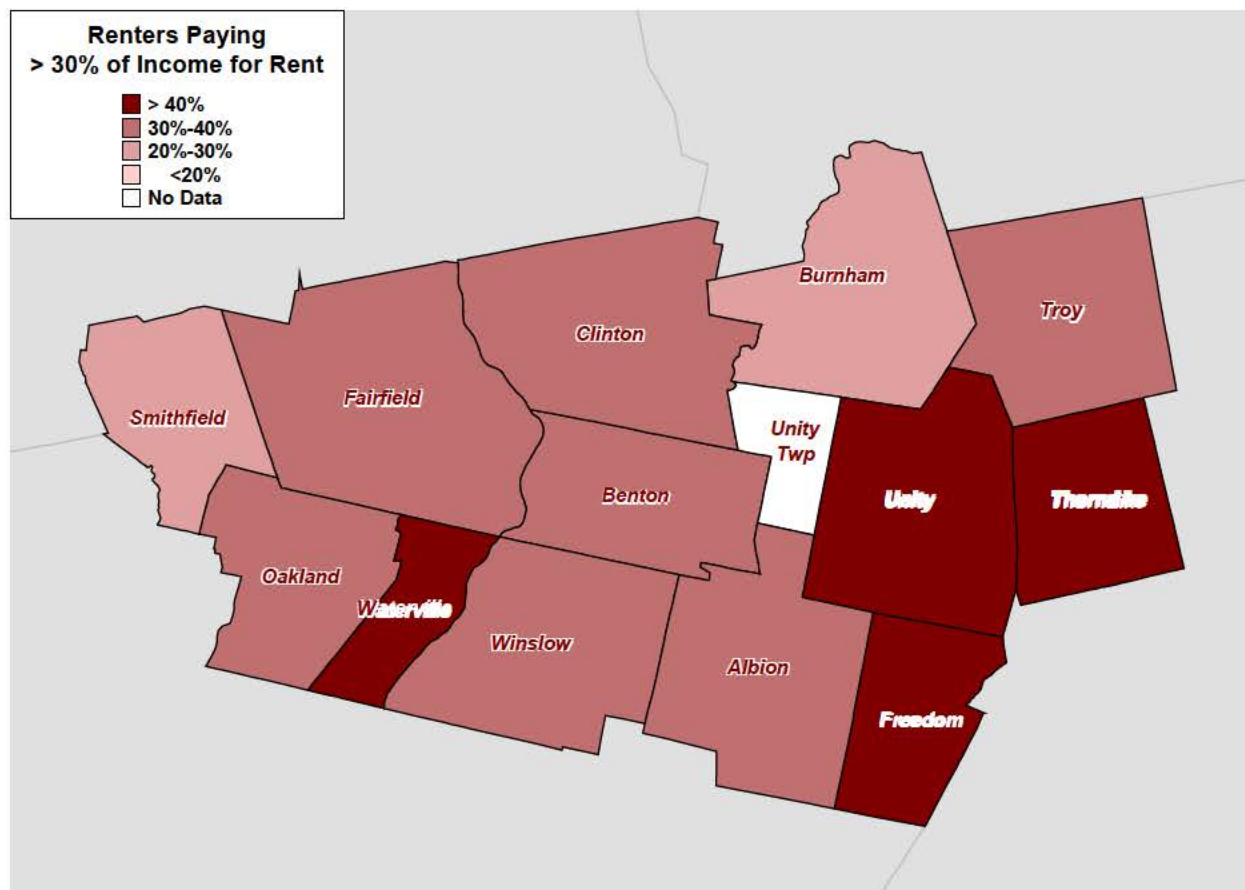 Renters Paying
> 30% of Income for Rent
> 40%
30%-40%
20%-30%
<20%
No Data
Burnham
Troy
Clinton
Fairfield
Smithfield
Unity
Twp
Benton
Unity
Thorndike
Oakland
Waterville
Winslow
Albion
Freedom